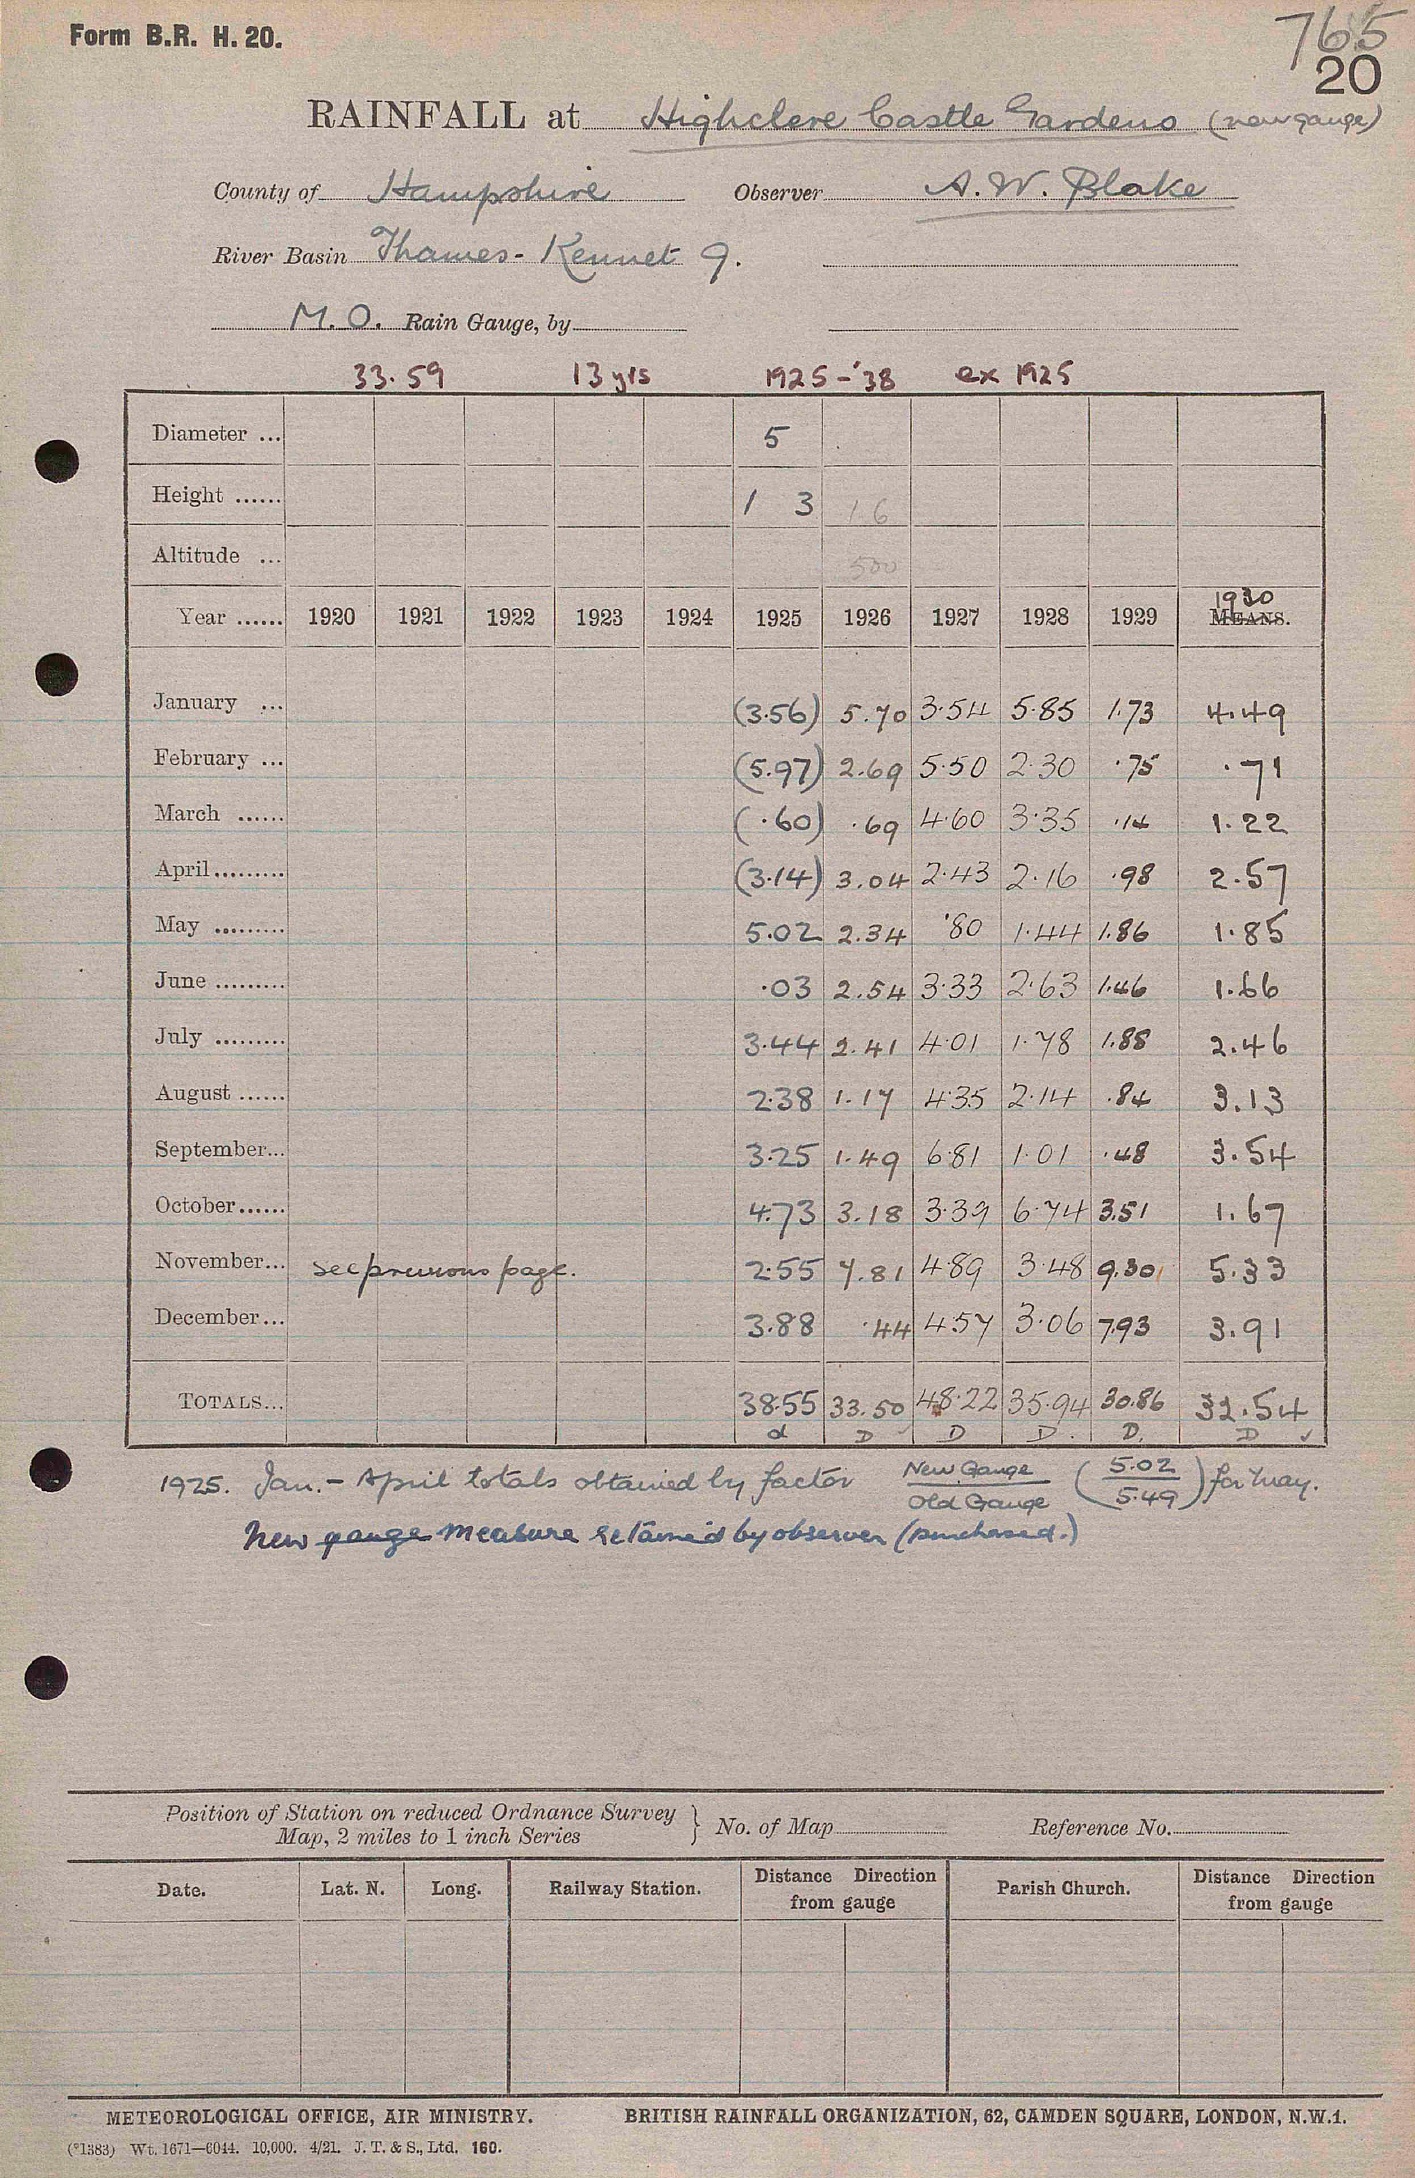 Form B.R. H. 20.
765
20
RAINFALL at Highclere Castle Gardens (new gauge)
County of Hampshire Observer A. W. Blake
River Basin Thames - Kennet 9.
M. O. Rain Gauge, by
33.59 13 yrs 1925-'38 ex 1925
Diameter ... 5
Height ...... 1 3 1.6
Altitude ... 500
Year ...... 1920 1921 1922 1923 1924 1925 1926 1927 1928 1929 1930 MEANS.
January ... (3.56) 5.70 3.54 5.85 1.73 4.49
February ... (5.97) 2.69 5.50 2.30 .75 .71
March ...... (.60) .69 4.60 3.35 .14 1.22
April......... (3.14) 3.04 2.43 2.16 .98 2.57
May ......... 5.02 2.34 .80 1.44 1.86 1.85
June ......... .03 2.54 3.33 2.63 1.46 1.66
July ......... 3.44 2.41 4.01 1.78 1.88 2.46
August ...... 2.38 1.17 4.35 2.14 .84 3.13
September... 3.25 1.49 6.81 1.01 .48 3.54
October...... 4.73 3.18 3.39 6.74 3.51 1.67
November... see previous page. 2.55 7.81 4.89 3.48 9.30 5.33
December... 3.88 .44 4.57 3.06 7.93 3.91
TOTALS... 38.55 33.50 48.22 35.94 30.86 32.54
d D D D. D. D ✓
1925. Jan. - April totals obtained by factor New Gauge / Old Gauge (5.02 / 5.49) for May.
New gauge measure retained by observer (purchased.)
Position of Station on reduced Ordnance Survey
Map, 2 miles to 1 inch Series } No. of Map Reference No.
Date. Lat. N. Long. Railway Station. Distance Direction from gauge Parish Church. Distance Direction from gauge
METEOROLOGICAL OFFICE, AIR MINISTRY. BRITISH RAINFALL ORGANIZATION, 62, CAMDEN SQUARE, LONDON, N.W.1.
(*1383) Wt. 1671—6044. 10,000. 4/21. J. T. & S., Ltd. 160.